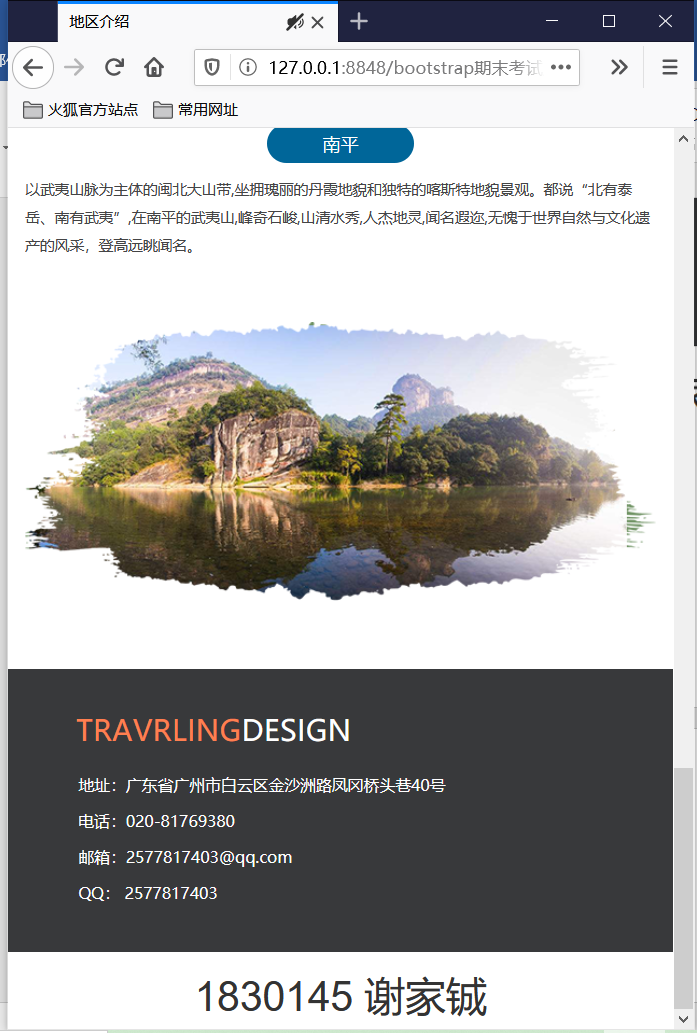 地区介绍
127.0.0.1:8848/bootstrap期末考试
火狐官方站点 常用网址
南平
以武夷山脉为主体的闽北大山带,坐拥瑰丽的丹霞地貌和独特的喀斯特地貌景观。都说“北有泰
岳、南有武夷”,在南平的武夷山,峰奇石峻,山清水秀,人杰地灵,闻名遐迩,无愧于世界自然与文化遗
产的风采，登高远眺闻名。
TRAVRLINGDESIGN
地址：广东省广州市白云区金沙洲路凤冈桥头巷40号
电话：020-81769380
邮箱：2577817403@qq.com
QQ： 2577817403
1830145 谢家铖